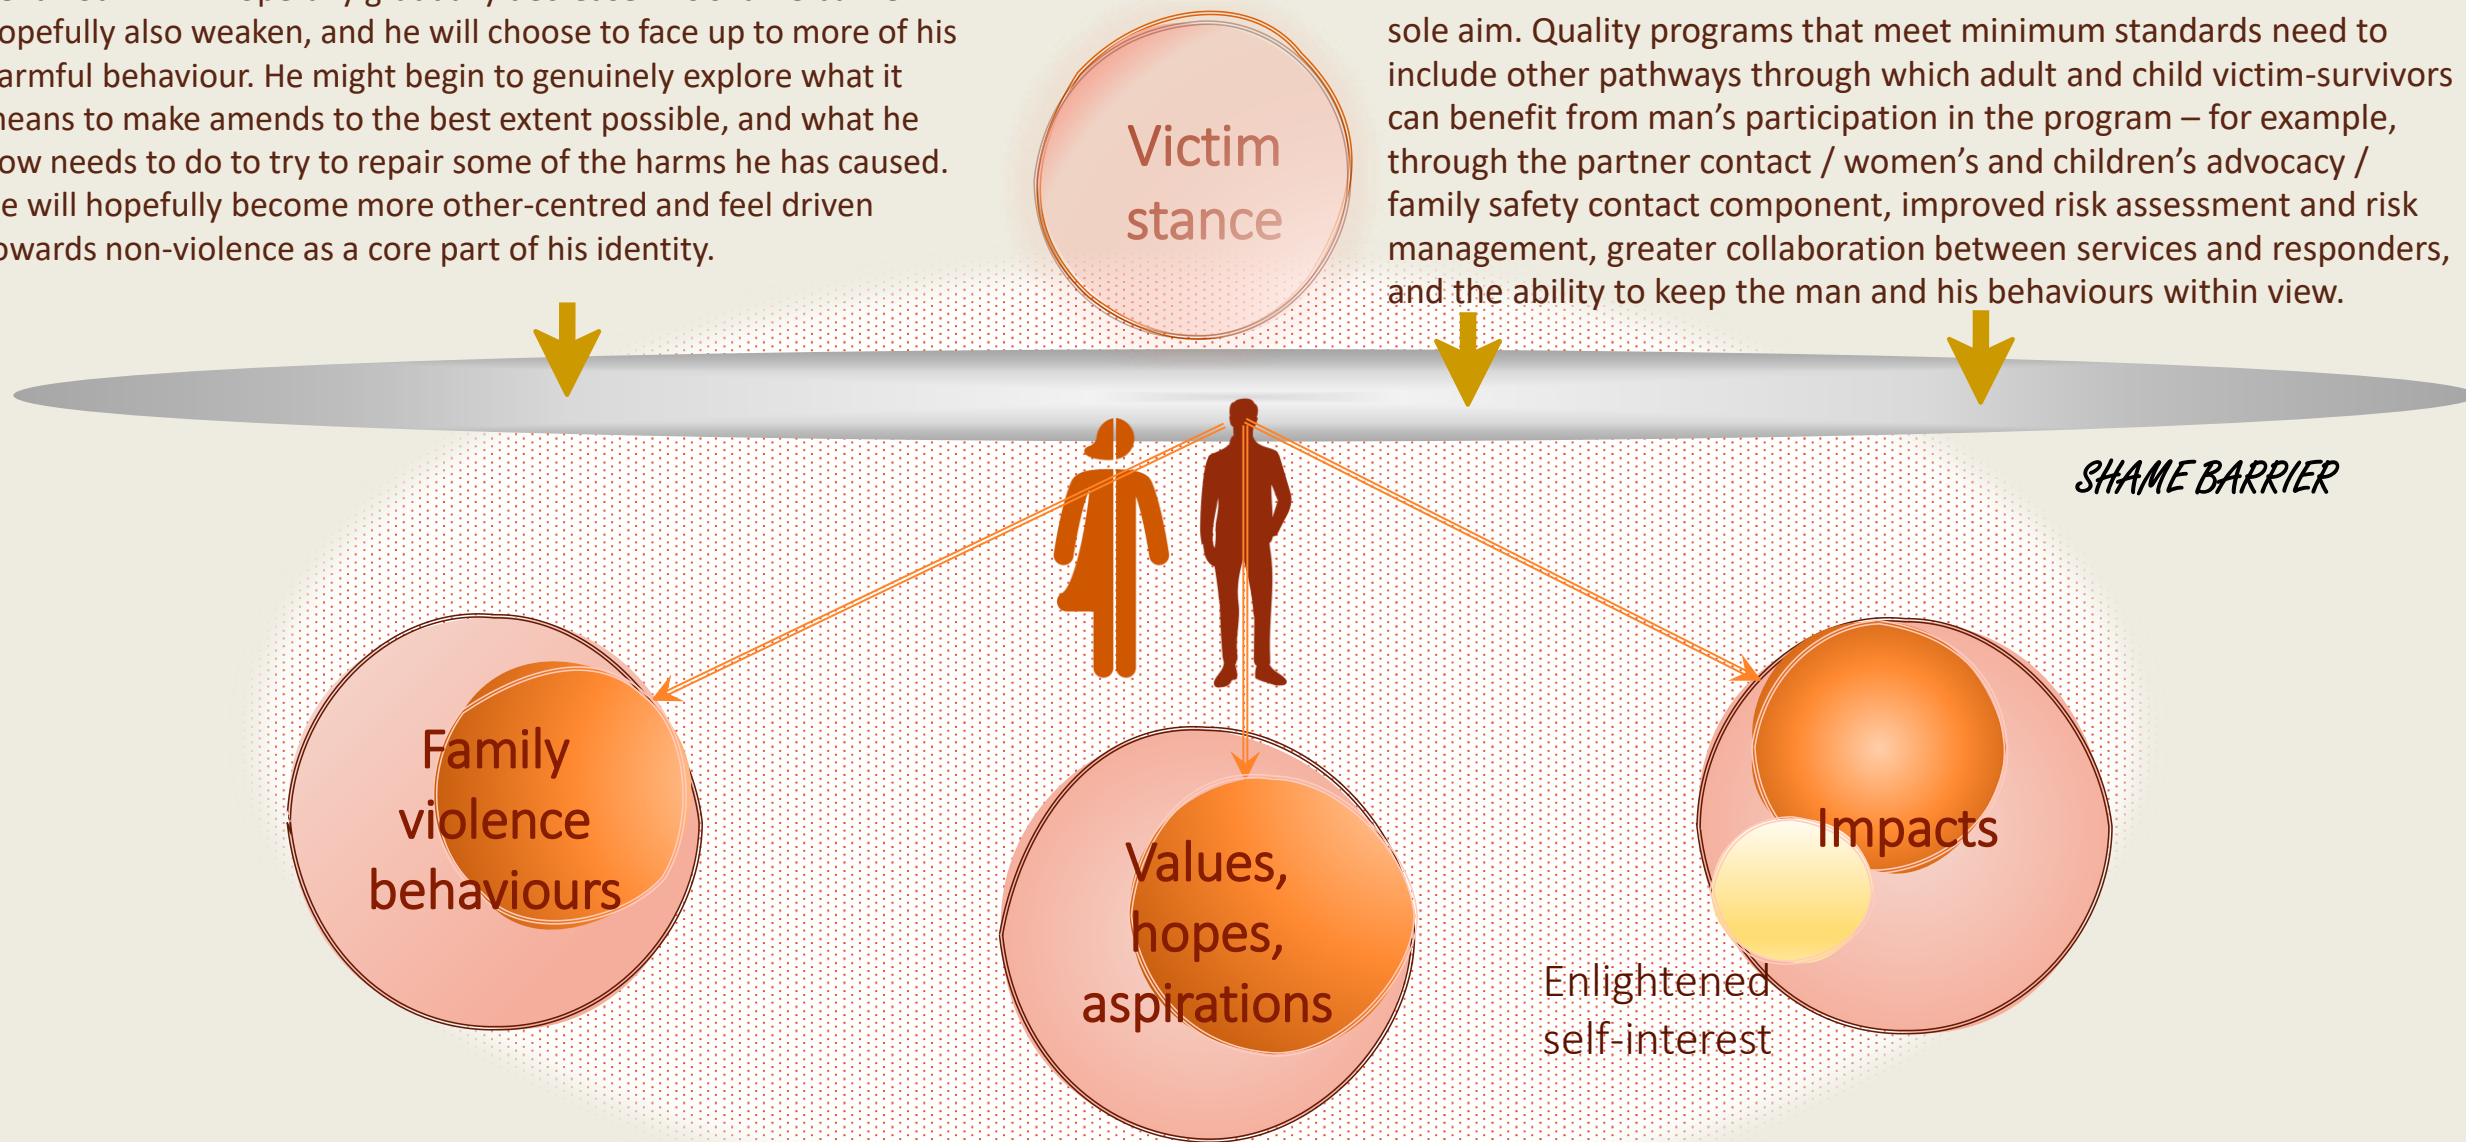 opefully also weaken, and he will choose to face up to more of his
armful behaviour. He might begin to genuinely explore what it
neans to make amends to the best extent possible, and what he
ow needs to do to try to repair some of the harms he has caused.
e will hopefully become more other-centred and feel driven
owards non-violence as a core part of his identity.
Victim
stance
sole aim. Quality programs that meet minimum standards need to
include other pathways through which adult and child victim-survivors
can benefit from man’s participation in the program – for example,
through the partner contact / women’s and children’s advocacy /
family safety contact component, improved risk assessment and risk
management, greater collaboration between services and responders,
and the ability to keep the man and his behaviours within view.
SHAME BARRIER
Family
violence
behaviours
Values,
hopes,
aspirations
Impacts
Enlightened
self-interest